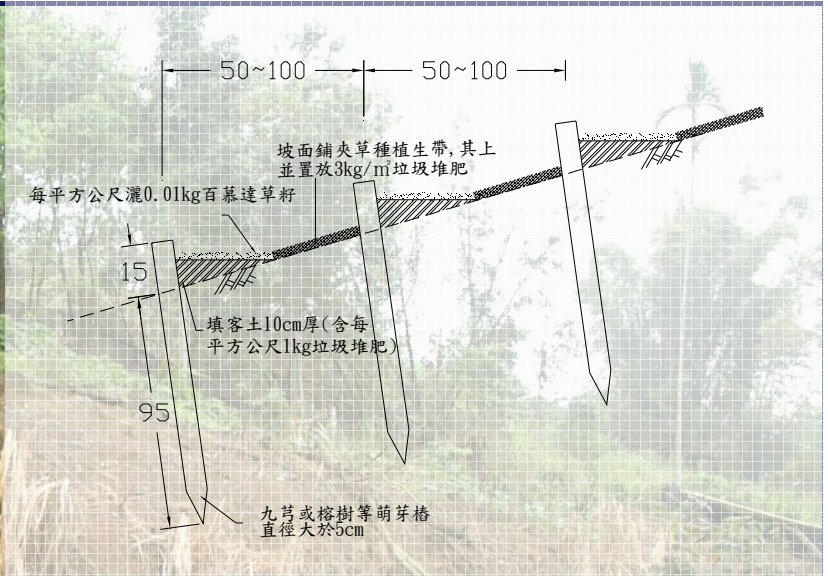 50~100
50~100
坡面鋪夾草種植生帶,其上
並置放3kg/㎡垃圾堆肥
每平方公尺灑0.01kg百慕達草籽
15
填客土10cm厚(含每
平方公尺1kg垃圾堆肥)
95
九芎或榕樹等萌芽樁
直徑大於5cm